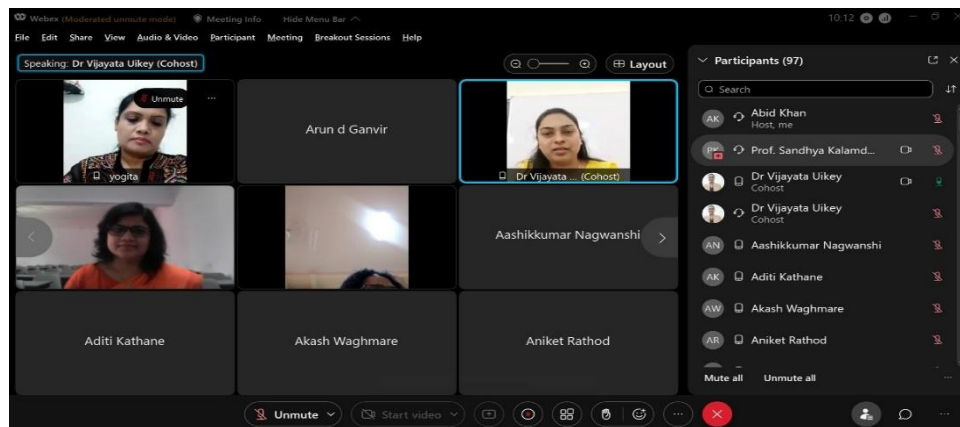 Webex (Moderated unmute mode) Meeting Info Hide Menu Bar
10:12
File Edit Share View Audio & Video Participant Meeting Breakout Sessions Help
Speaking: Dr Vijayata Uikey (Cohost)
Layout
Unmute
yogita
Arun d Ganvir
Dr Vijayata ... (Cohost)
Aashikkumar Nagwanshi
Aditi Kathane
Akash Waghmare
Aniket Rathod
Participants (97)
Search
AK Abid Khan
Host, me
PK Prof. Sandhya Kalamd...
Dr Vijayata Uikey
Cohost
Dr Vijayata Uikey
Cohost
AN Aashikkumar Nagwanshi
AK Aditi Kathane
AW Akash Waghmare
AR Aniket Rathod
Mute all Unmute all
Unmute Start video